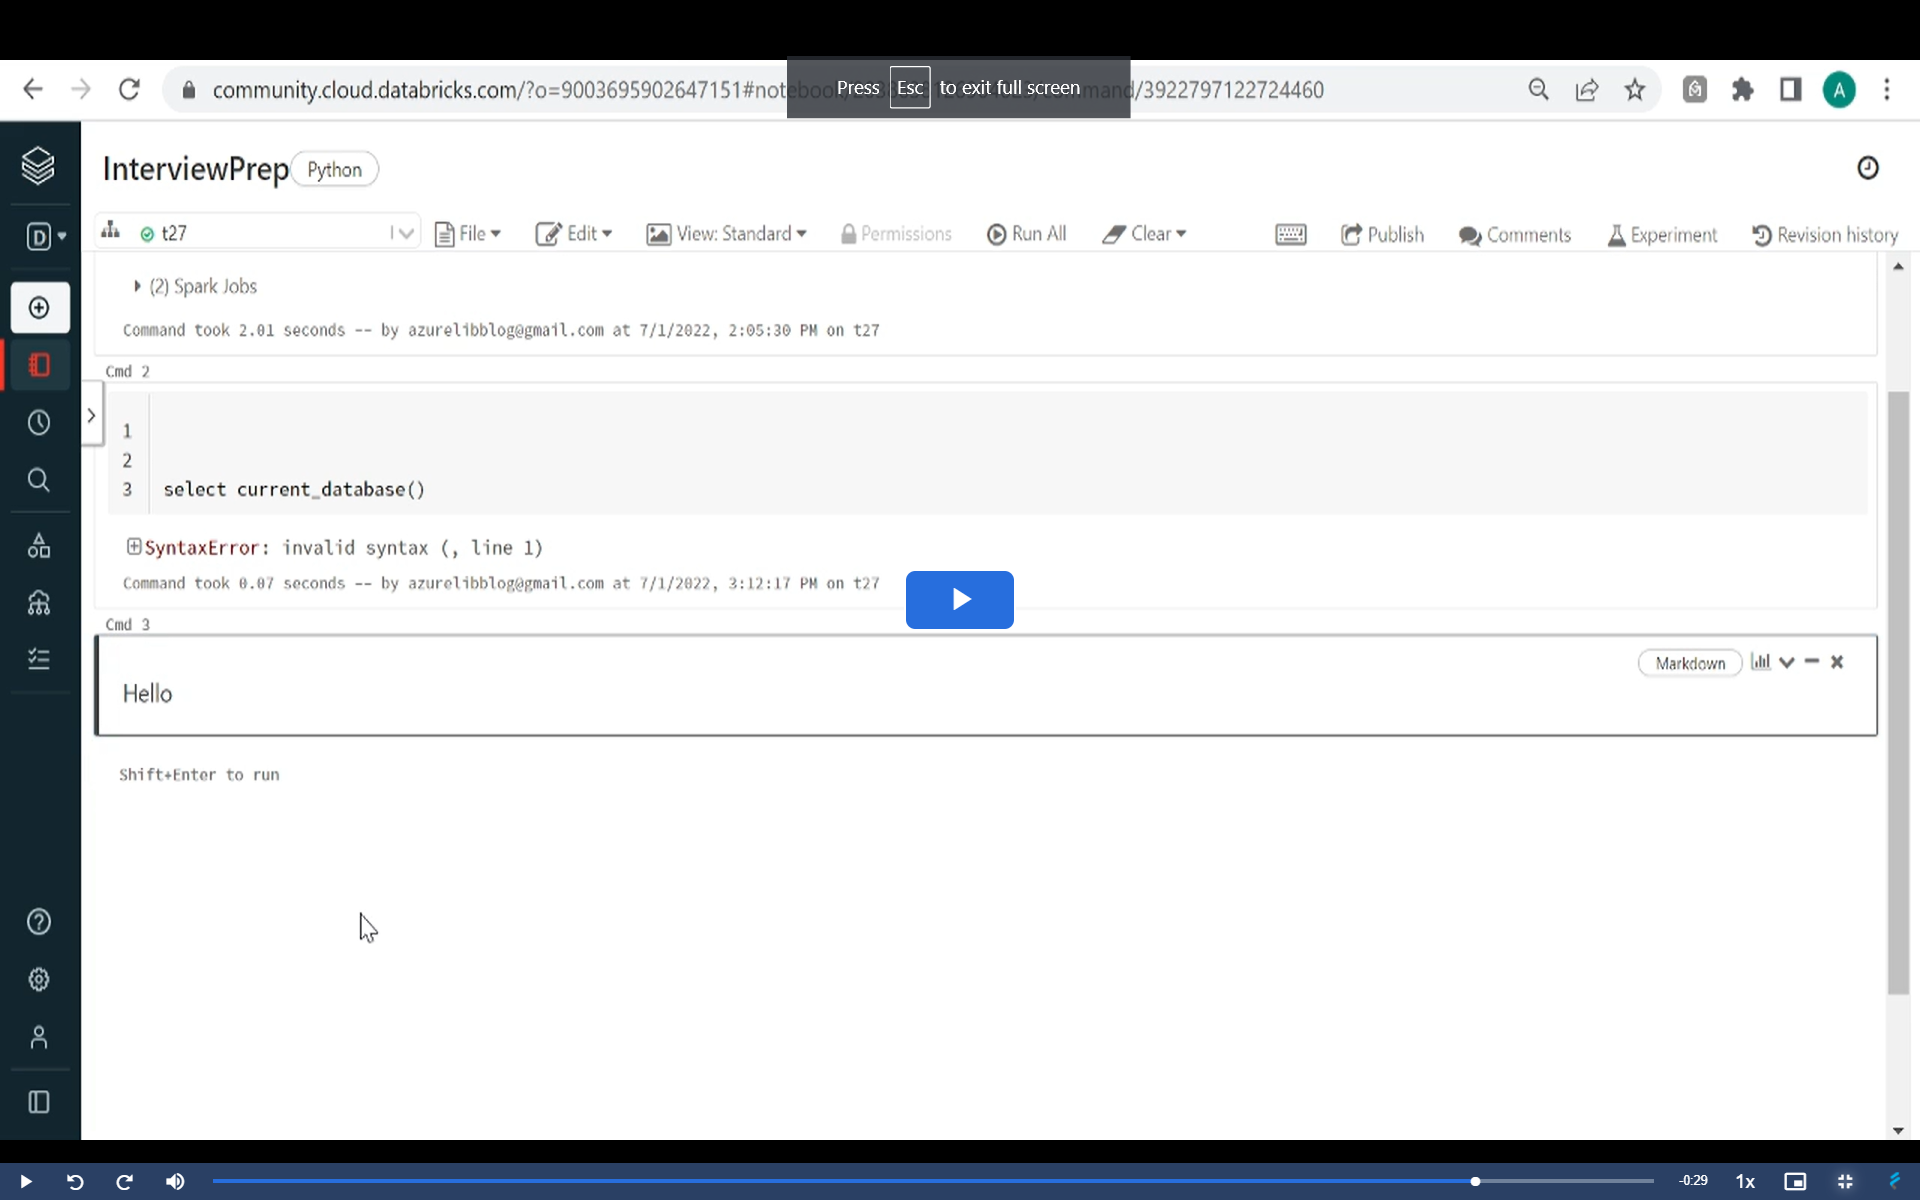 community.cloud.databricks.com/?o=9003695902647151#notebook
mmand/3922797122724460
Press Esc to exit full screen
A
InterviewPrep Python
D
t27
File
Edit
View: Standard
Permissions
Run All
Clear
Publish
Comments
Experiment
Revision history
(2) Spark Jobs
Command took 2.01 seconds -- by azurelibblog@gmail.com at 7/1/2022, 2:05:30 PM on t27
Cmd 2
1
2
3 select current_database()
SyntaxError: invalid syntax (, line 1)
Command took 0.07 seconds -- by azurelibblog@gmail.com at 7/1/2022, 3:12:17 PM on t27
Cmd 3
Markdown
Hello
Shift+Enter to run
-0:29
1x